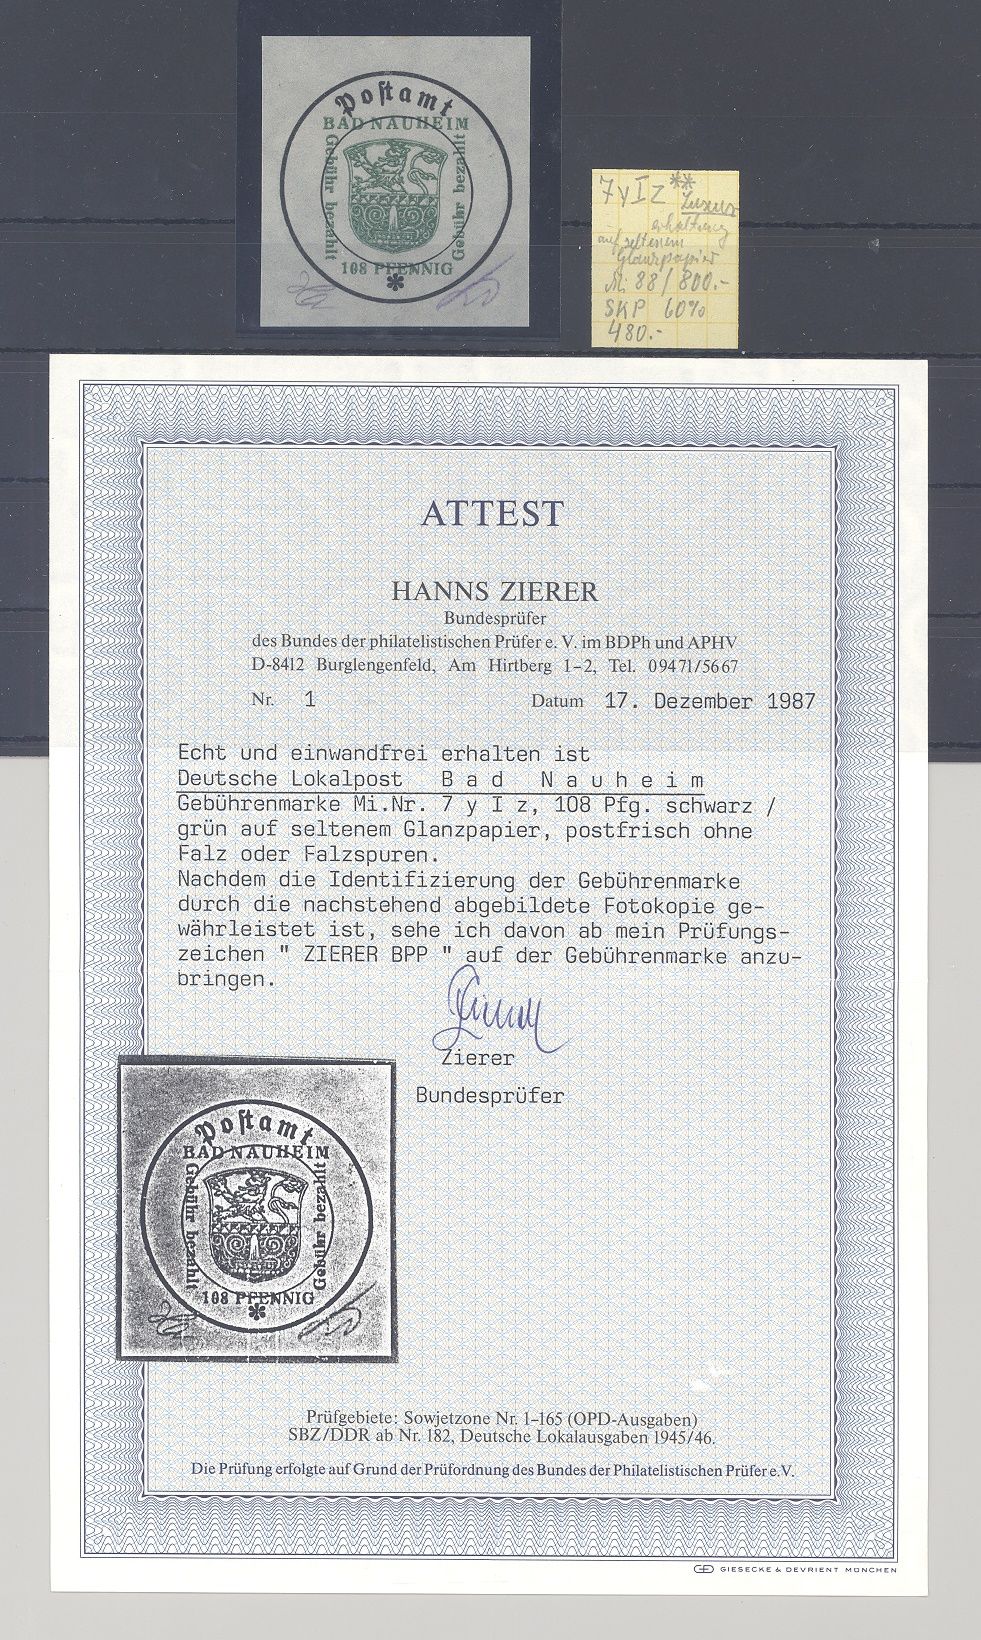 Postamt
BAD NAUHEIM
Gebühr bezahlt
Gebühr bezahlt
108 PFENNIG
7yIz **
Luxus
erhaltung
auf seltenem
Glanzpapier
Mi 88/800.-
SKP 60%
480.-
ATTEST
HANNS ZIERER
Bundesprüfer
des Bundes der philatelistischen Prüfer e. V. im BDPh und APHV
D-8412 Burglengenfeld, Am Hirtberg 1-2, Tel. 09471/5667
Nr. 1 Datum 17. Dezember 1987
Echt und einwandfrei erhalten ist
Deutsche Lokalpost B a d N a u h e i m
Gebührenmarke Mi.Nr. 7 y I z, 108 Pfg. schwarz /
grün auf seltenem Glanzpapier, postfrisch ohne
Falz oder Falzspuren.
Nachdem die Identifizierung der Gebührenmarke
durch die nachstehend abgebildete Fotokopie ge-
währleistet ist, sehe ich davon ab mein Prüfungs-
zeichen " ZIERER BPP " auf der Gebührenmarke anzu-
bringen.
Zierer
Bundesprüfer
Postamt
BAD NAUHEIM
Gebühr bezahlt
Gebühr bezahlt
108 PFENNIG
Prüfgebiete: Sowjetzone Nr. 1-165 (OPD-Ausgaben)
SBZ/DDR ab Nr. 182, Deutsche Lokalausgaben 1945/46.
Die Prüfung erfolgte auf Grund der Prüfordnung des Bundes der Philatelistischen Prüfer e.V.
GIESECKE & DEVRIENT MÜNCHEN